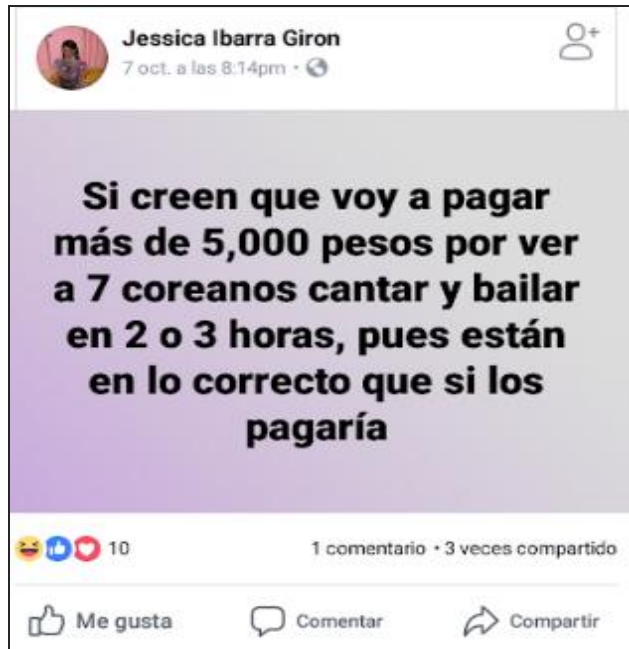 Jessica Ibarra Giron
7 oct. a las 8:14pm ·
Si creen que voy a pagar
más de 5,000 pesos por ver
a 7 coreanos cantar y bailar
en 2 o 3 horas, pues están
en lo correcto que si los
pagaría
10 1 comentario · 3 veces compartido
Me gusta Comentar Compartir